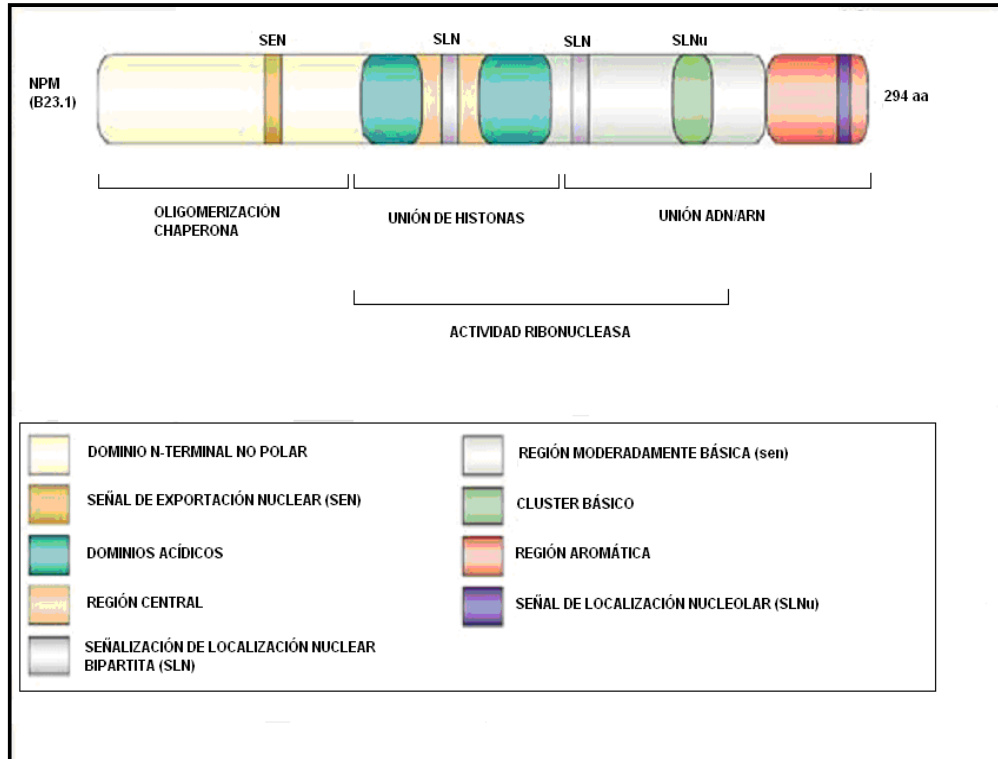 SEN
SLN
SLN
SLNu
NPM
(B23.1)
294 aa
OLIGOMERIZACIÓN
CHAPERONA
UNIÓN DE HISTONAS
UNIÓN ADN/ARN
ACTIVIDAD RIBONUCLEASA
DOMINIO N-TERMINAL NO POLAR
SEÑAL DE EXPORTACIÓN NUCLEAR (SEN)
DOMINIOS ACÍDICOS
REGIÓN CENTRAL
SEÑALIZACIÓN DE LOCALIZACIÓN NUCLEAR
BIPARTITA (SLN)
REGIÓN MODERADAMENTE BÁSICA (sen)
CLUSTER BÁSICO
REGIÓN AROMÁTICA
SEÑAL DE LOCALIZACIÓN NUCLEOLAR (SLNu)